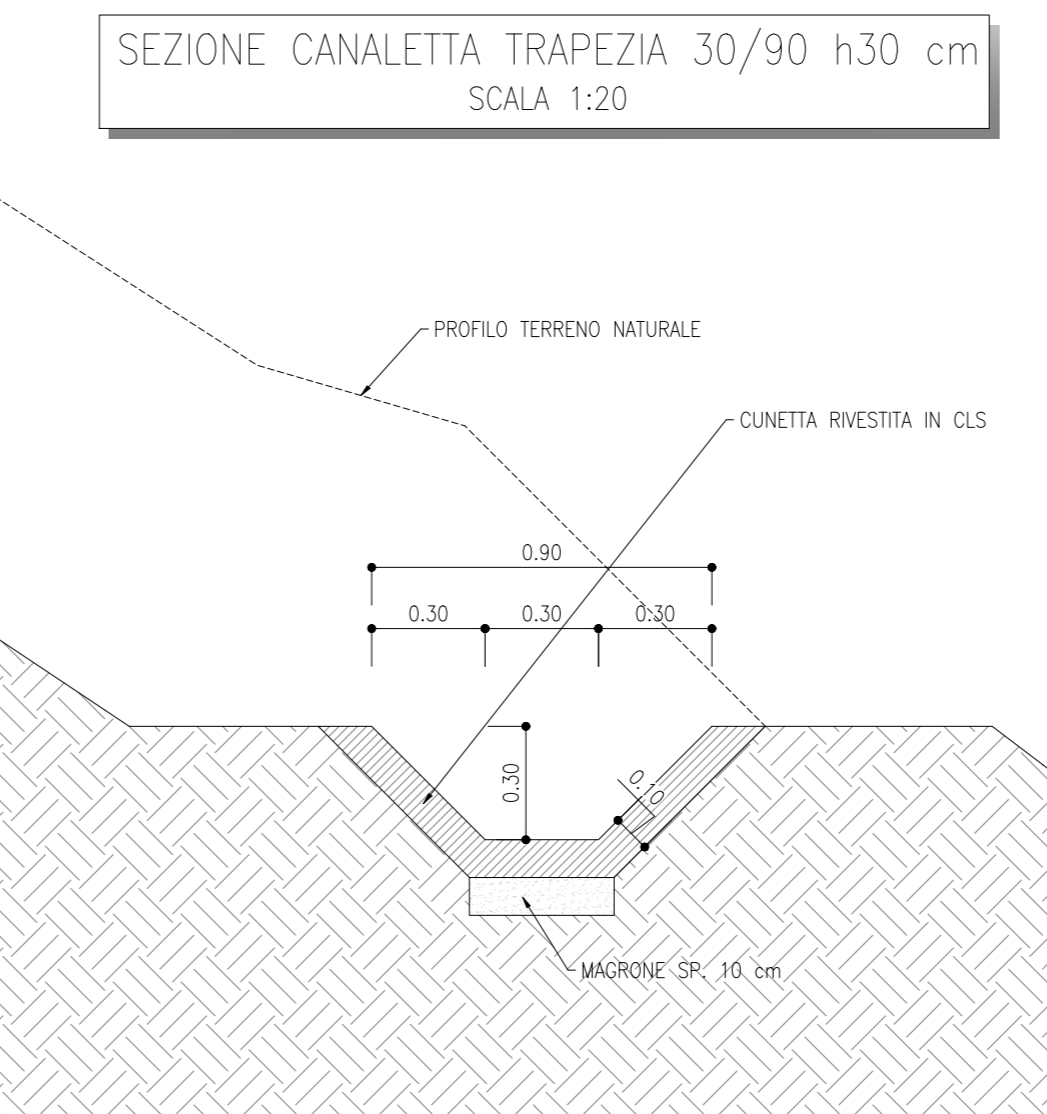 SEZIONE CANALETTA TRAPEZIA 30/90 h30 cm
SCALA 1:20
PROFILO TERRENO NATURALE
CUNETTA RIVESTITA IN CLS
0.90
0.30 0.30 0.30
0.30
0.10
MAGRONE SP. 10 cm